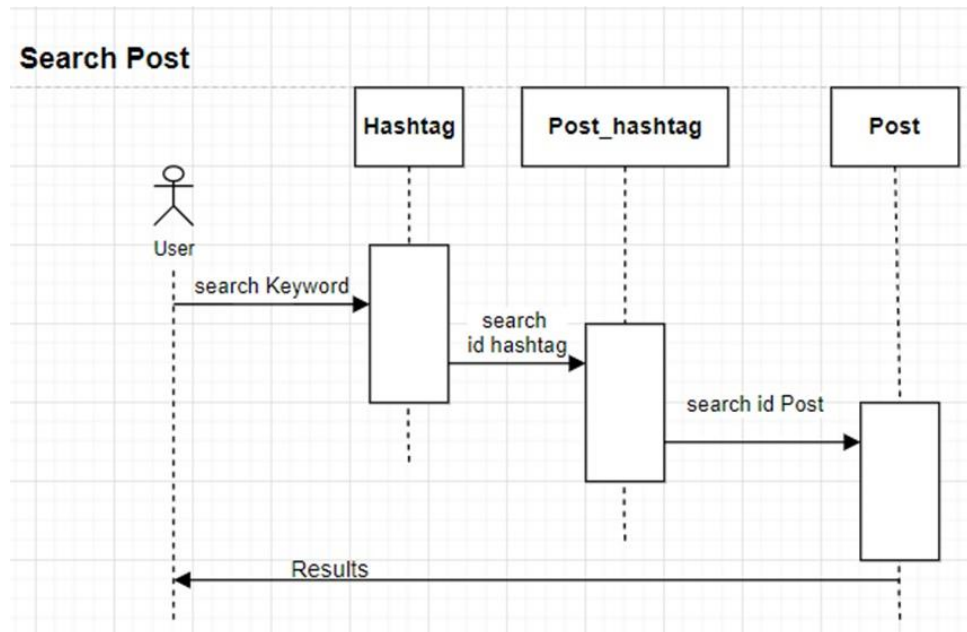 Search Post
Hashtag
Post_hashtag
Post
User
search Keyword
search
id hashtag
search id Post
Results